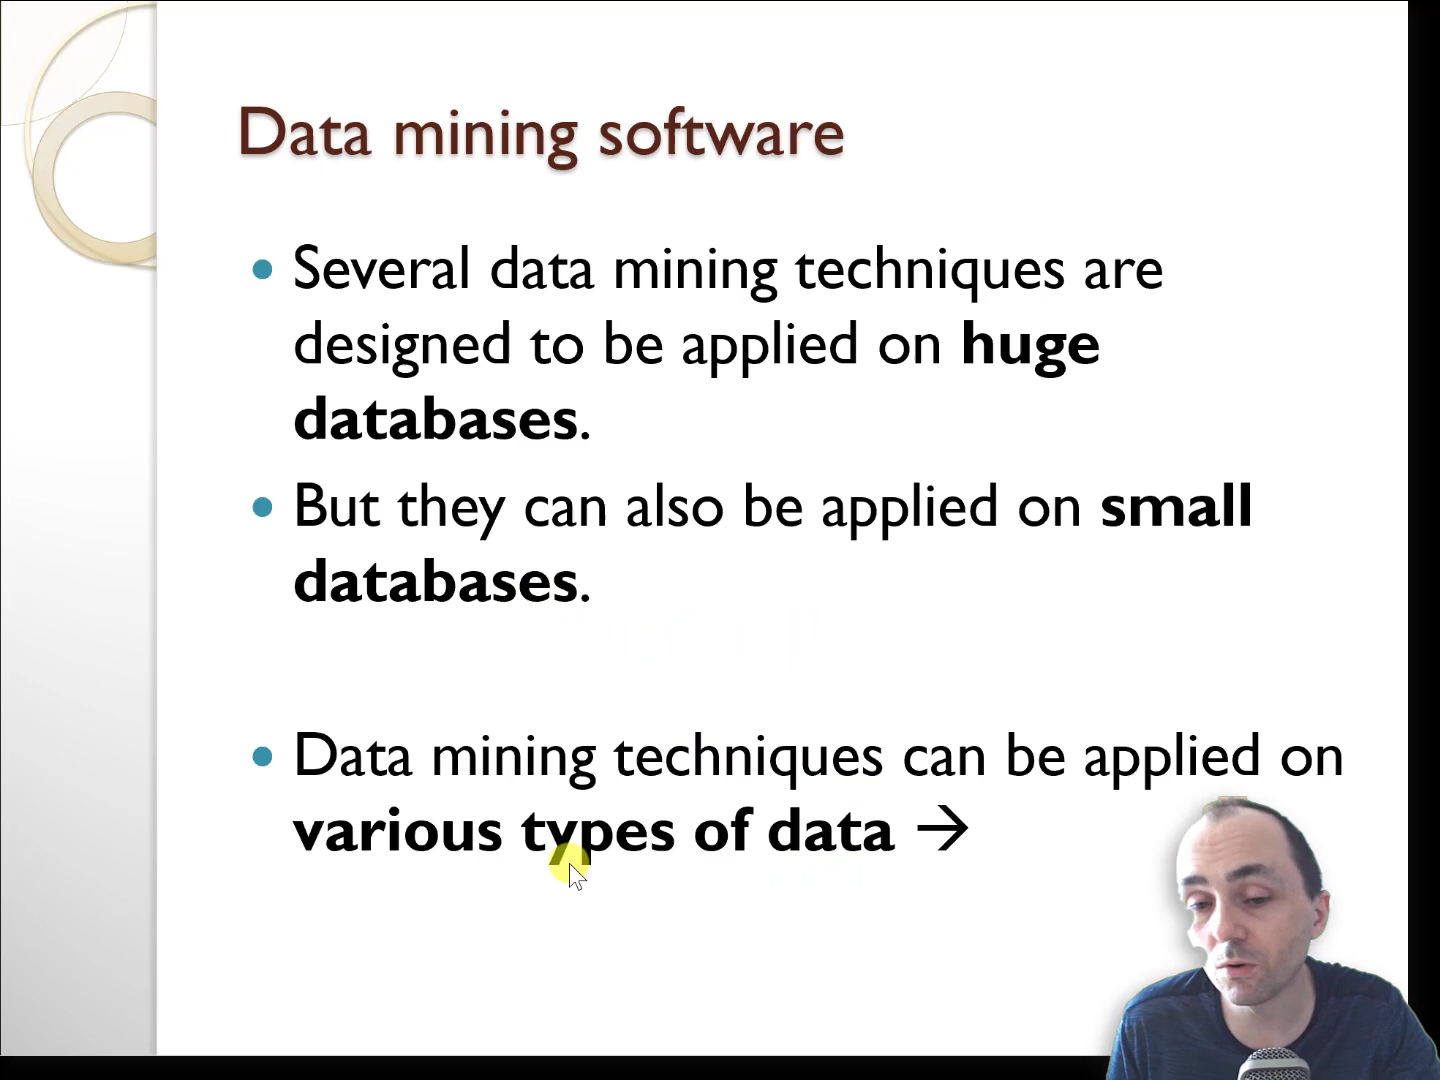 Data mining software
• Several data mining techniques are
designed to be applied on huge
databases.
• But they can also be applied on small
databases.
• Data mining techniques can be applied on
various types of data →